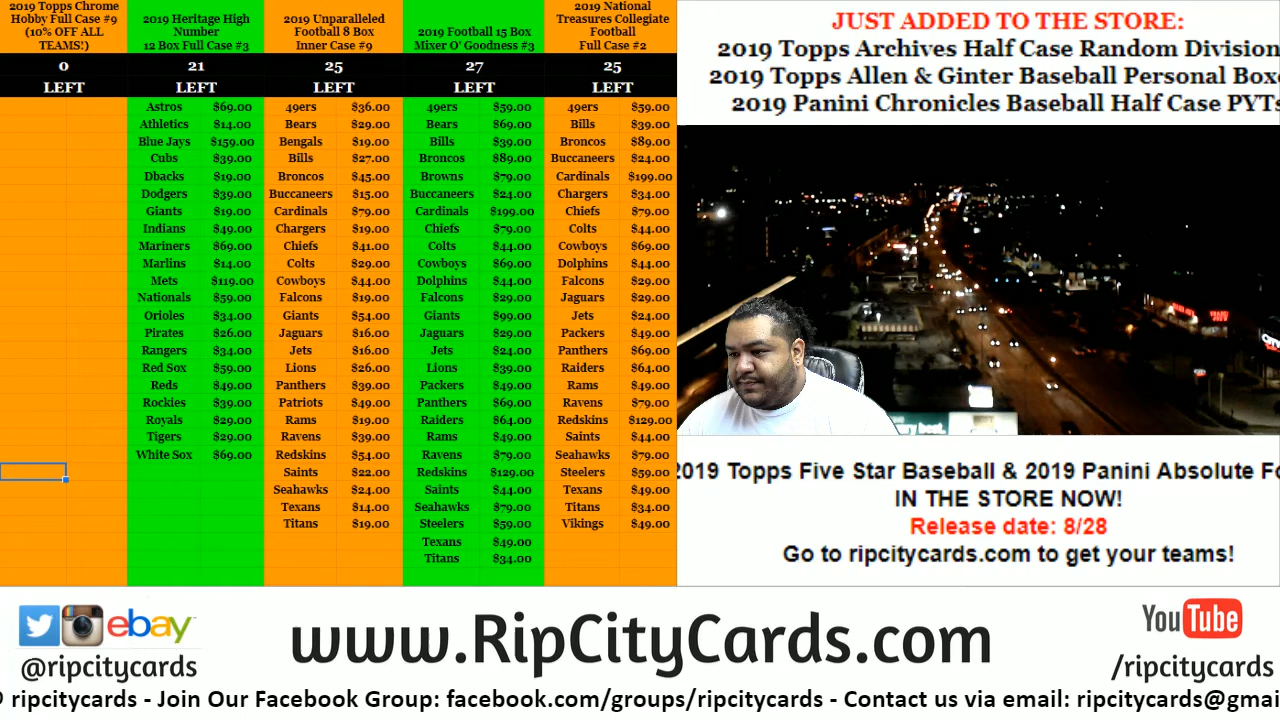 2019 Topps Chrome
Hobby Full Case #9
(10% OFF ALL
TEAMS!)
0
LEFT
2019 Heritage High
Number
12 Box Full Case #3
21
LEFT
Astros $69.00
Athletics $14.00
Blue Jays $159.00
Cubs $39.00
Dbacks $19.00
Dodgers $39.00
Giants $19.00
Indians $49.00
Mariners $69.00
Marlins $14.00
Mets $119.00
Nationals $59.00
Orioles $34.00
Pirates $26.00
Rangers $34.00
Red Sox $59.00
Reds $49.00
Rockies $39.00
Royals $29.00
Tigers $29.00
White Sox $69.00
2019 Unparalleled
Football 8 Box
Inner Case #9
25
LEFT
49ers $36.00
Bears $29.00
Bengals $19.00
Bills $27.00
Broncos $45.00
Buccaneers $15.00
Cardinals $79.00
Chargers $19.00
Chiefs $41.00
Colts $29.00
Cowboys $44.00
Falcons $19.00
Giants $54.00
Jaguars $16.00
Jets $16.00
Lions $26.00
Panthers $39.00
Patriots $49.00
Rams $19.00
Ravens $39.00
Redskins $54.00
Saints $22.00
Seahawks $24.00
Texans $14.00
Titans $19.00
2019 Football 15 Box
Mixer O' Goodness #3
27
LEFT
49ers $59.00
Bears $69.00
Bills $39.00
Broncos $89.00
Browns $79.00
Buccaneers $24.00
Cardinals $199.00
Chiefs $79.00
Colts $44.00
Cowboys $69.00
Dolphins $44.00
Falcons $29.00
Giants $99.00
Jaguars $29.00
Jets $24.00
Lions $39.00
Packers $49.00
Panthers $69.00
Raiders $64.00
Rams $49.00
Ravens $79.00
Redskins $129.00
Saints $44.00
Seahawks $79.00
Steelers $59.00
Texans $49.00
Titans $34.00
2019 National
Treasures Collegiate
Football
Full Case #2
25
LEFT
49ers $59.00
Bills $39.00
Broncos $89.00
Buccaneers $24.00
Cardinals $199.00
Chargers $34.00
Chiefs $79.00
Colts $44.00
Cowboys $69.00
Dolphins $44.00
Falcons $29.00
Jaguars $29.00
Jets $24.00
Packers $49.00
Panthers $69.00
Raiders $64.00
Rams $49.00
Ravens $79.00
Redskins $129.00
Saints $44.00
Seahawks $79.00
Steelers $59.00
Texans $49.00
Titans $34.00
Vikings $49.00
JUST ADDED TO THE STORE:
2019 Topps Archives Half Case Random Division
2019 Topps Allen & Ginter Baseball Personal Boxe
2019 Panini Chronicles Baseball Half Case PYTs
2019 Topps Five Star Baseball & 2019 Panini Absolute Fo
IN THE STORE NOW!
Release date: 8/28
Go to ripcitycards.com to get your teams!
ebay
@ripcitycards
www.RipCityCards.com
YouTube
/ripcitycards
ripcitycards - Join Our Facebook Group: facebook.com/groups/ripcitycards - Contact us via email: ripcitycards@gmai